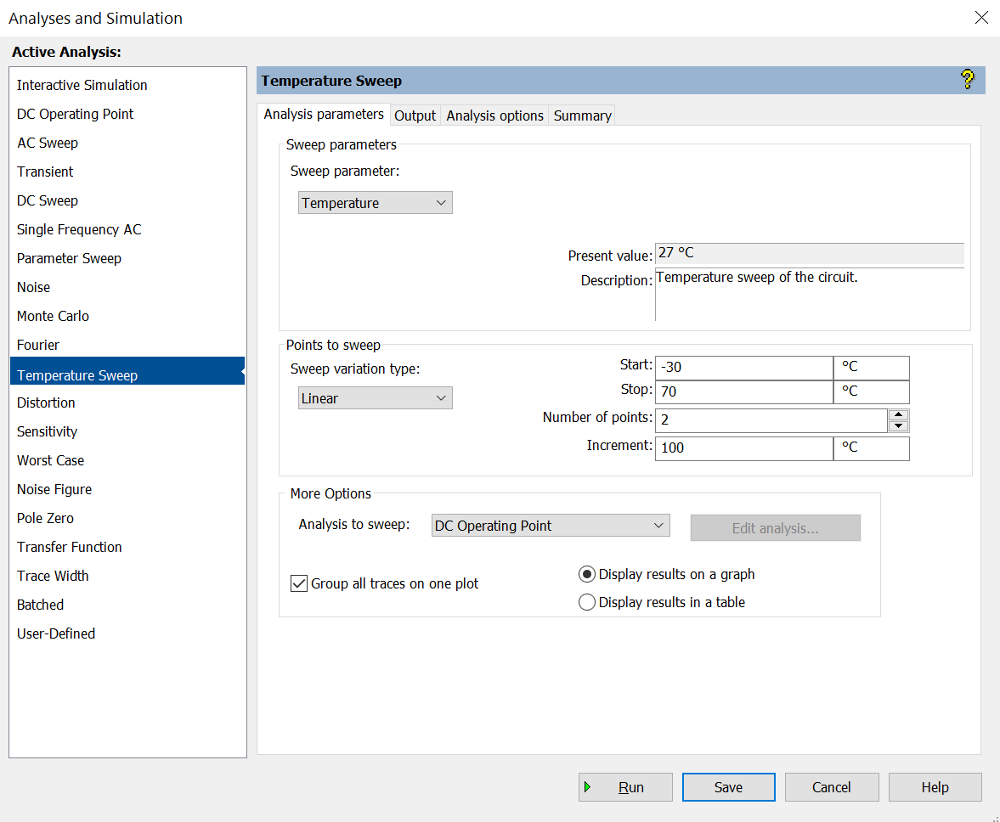 Analyses and Simulation
Active Analysis:
Interactive Simulation
DC Operating Point
AC Sweep
Transient
DC Sweep
Single Frequency AC
Parameter Sweep
Noise
Monte Carlo
Fourier
Temperature Sweep
Distortion
Sensitivity
Worst Case
Noise Figure
Pole Zero
Transfer Function
Trace Width
Batched
User-Defined
Temperature Sweep
Analysis parameters Output Analysis options Summary
Sweep parameters
Sweep parameter:
Temperature
Present value: 27 °C
Description: Temperature sweep of the circuit.
Points to sweep
Sweep variation type:
Linear
Start: -30 °C
Stop: 70 °C
Number of points: 2
Increment: 100 °C
More Options
Analysis to sweep: DC Operating Point Edit analysis...
Group all traces on one plot
Display results on a graph
Display results in a table
Run Save Cancel Help